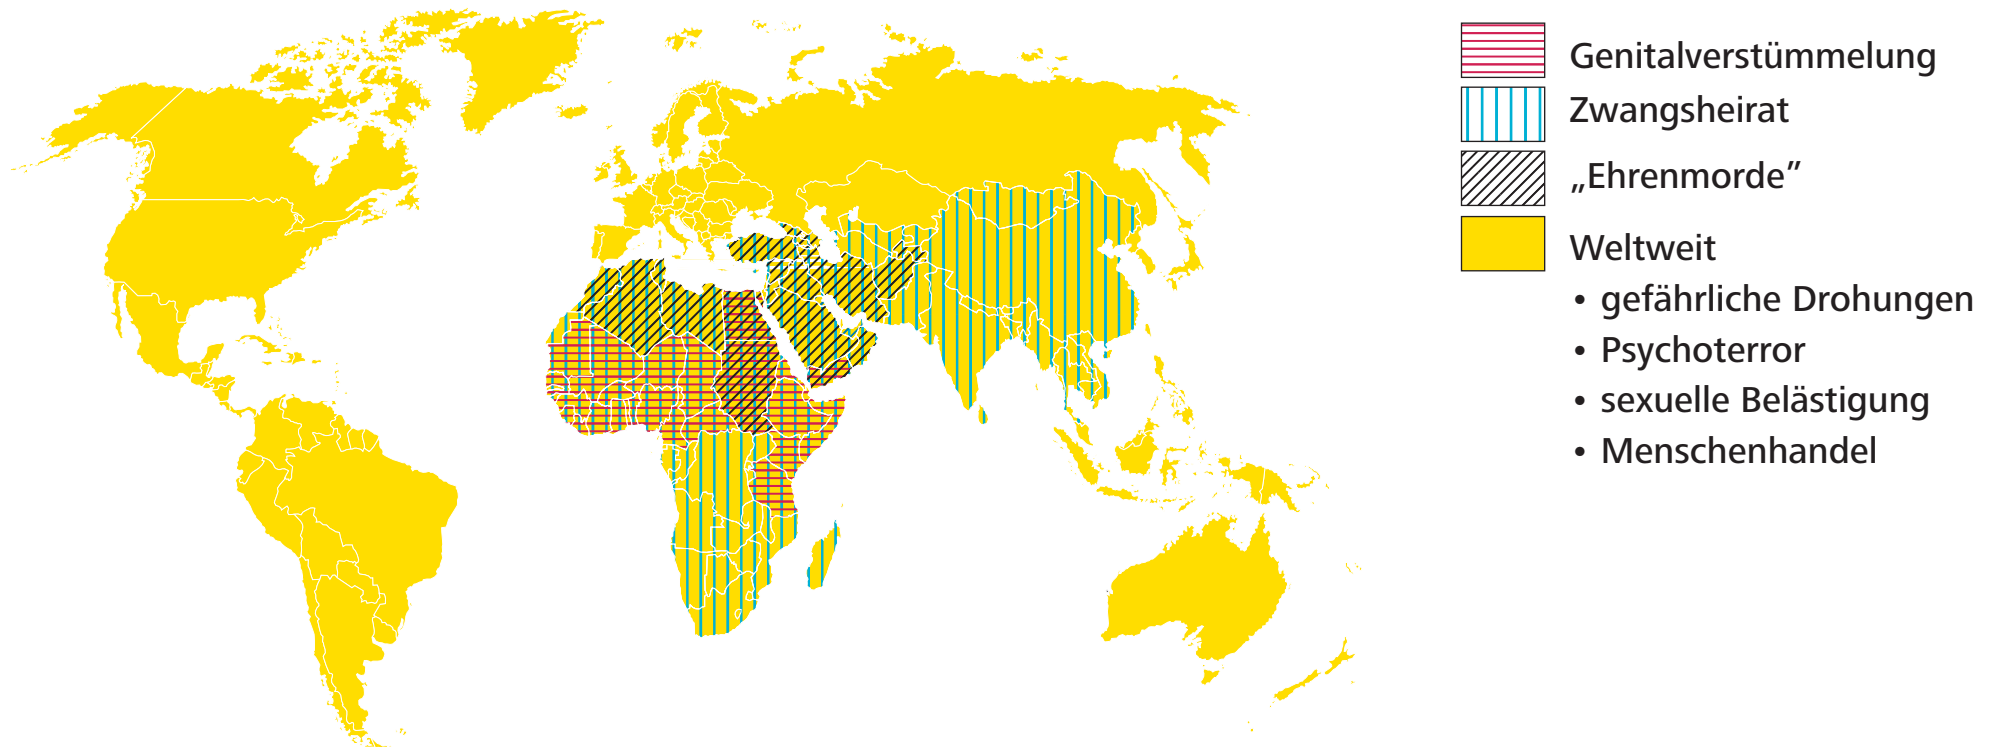 Genitalverstümmelung
Zwangsheirat
„Ehrenmorde”
Weltweit
• gefährliche Drohungen
• Psychoterror
• sexuelle Belästigung
• Menschenhandel